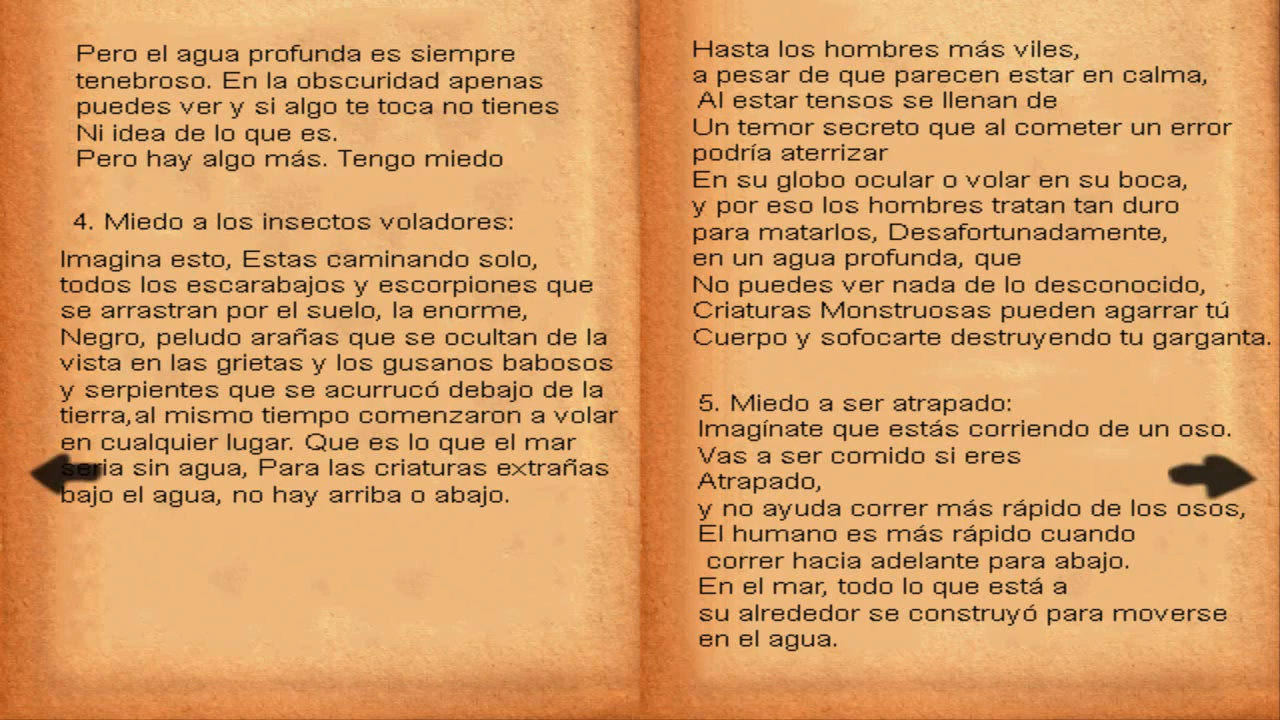 Pero el agua profunda es siempre
tenebroso. En la obscuridad apenas
puedes ver y si algo te toca no tienes
Ni idea de lo que es.
Pero hay algo más. Tengo miedo
4. Miedo a los insectos voladores:
Imagina esto, Estas caminando solo,
todos los escarabajos y escorpiones que
se arrastran por el suelo, la enorme,
Negro, peludo arañas que se ocultan de la
vista en las grietas y los gusanos babosos
y serpientes que se acurrucó debajo de la
tierra,al mismo tiempo comenzaron a volar
en cualquier lugar. Que es lo que el mar
seria sin agua, Para las criaturas extrañas
bajo el agua, no hay arriba o abajo.
Hasta los hombres más viles,
a pesar de que parecen estar en calma,
Al estar tensos se llenan de
Un temor secreto que al cometer un error
podría aterrizar
En su globo ocular o volar en su boca,
y por eso los hombres tratan tan duro
para matarlos, Desafortunadamente,
en un agua profunda, que
No puedes ver nada de lo desconocido,
Criaturas Monstruosas pueden agarrar tú
Cuerpo y sofocarte destruyendo tu garganta.
5. Miedo a ser atrapado:
Imagínate que estás corriendo de un oso.
Vas a ser comido si eres
Atrapado,
y no ayuda correr más rápido de los osos,
El humano es más rápido cuando
correr hacia adelante para abajo.
En el mar, todo lo que está a
su alrededor se construyó para moverse
en el agua.